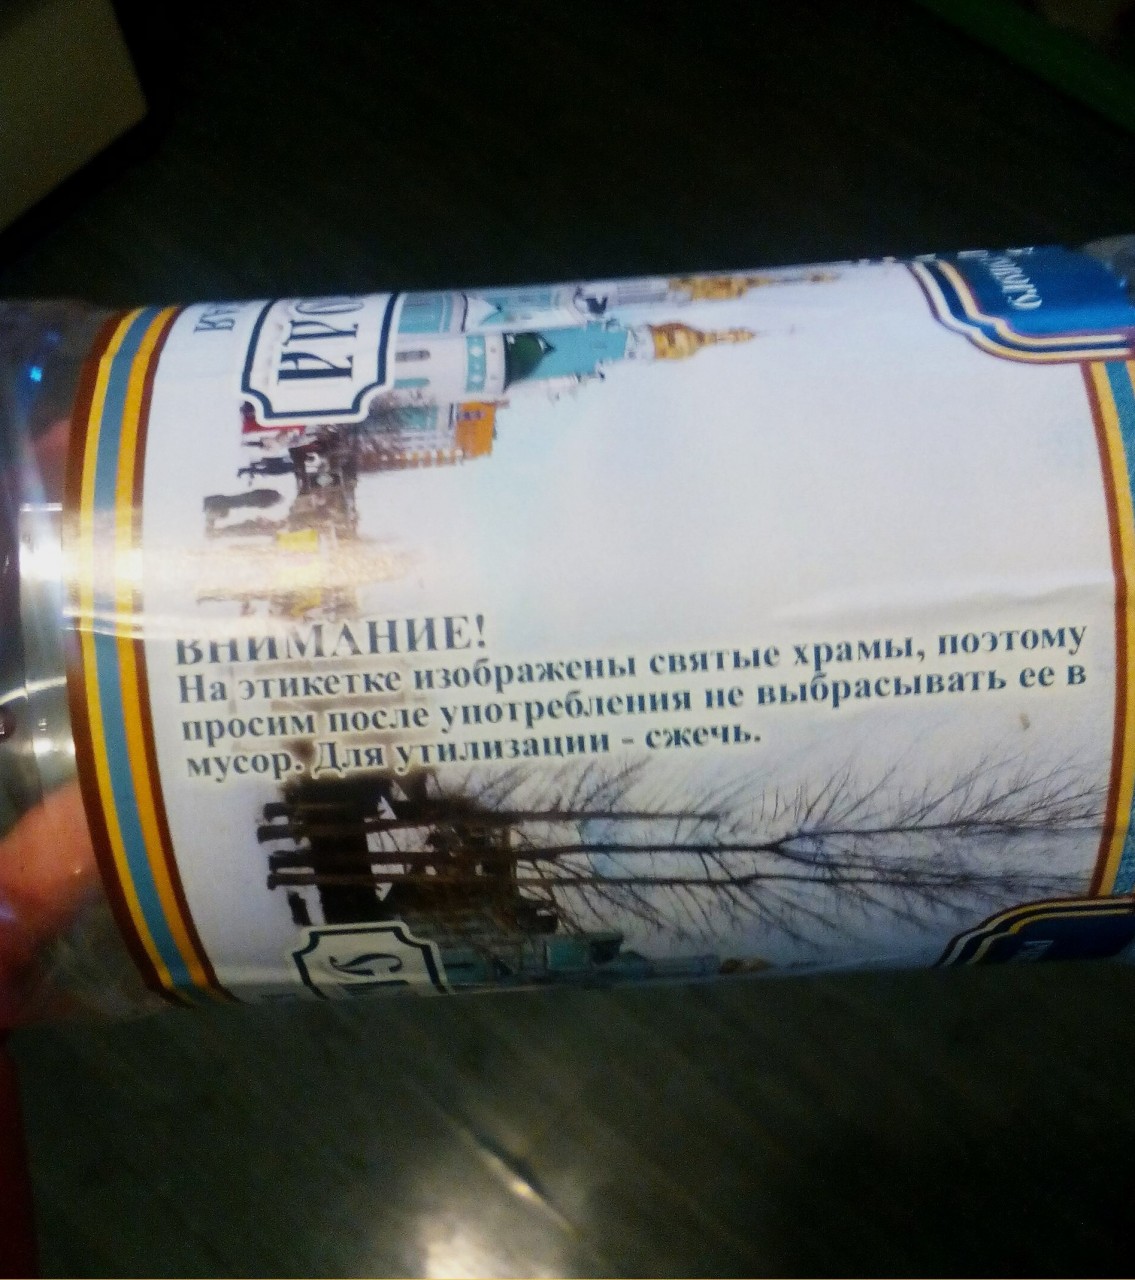 ВНИМАНИЕ!
На этикетке изображены святые храмы, поэтому
просим после употребления не выбрасывать ее в
мусор. Для утилизации - сжечь.